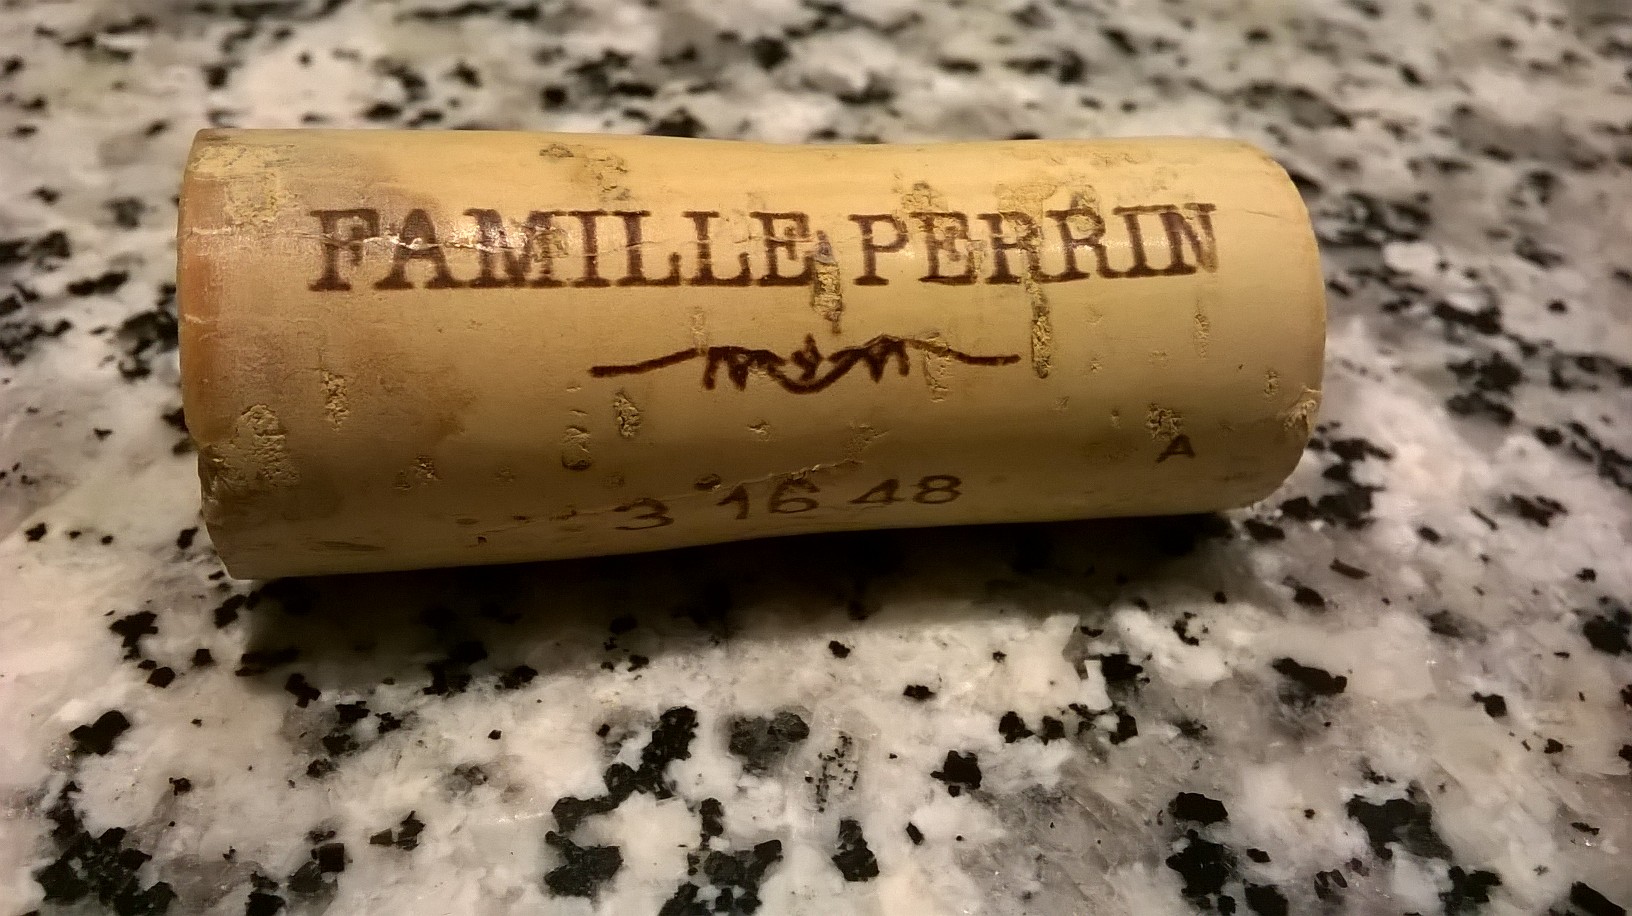 FAMILLE PERRIN
A
3 16 48